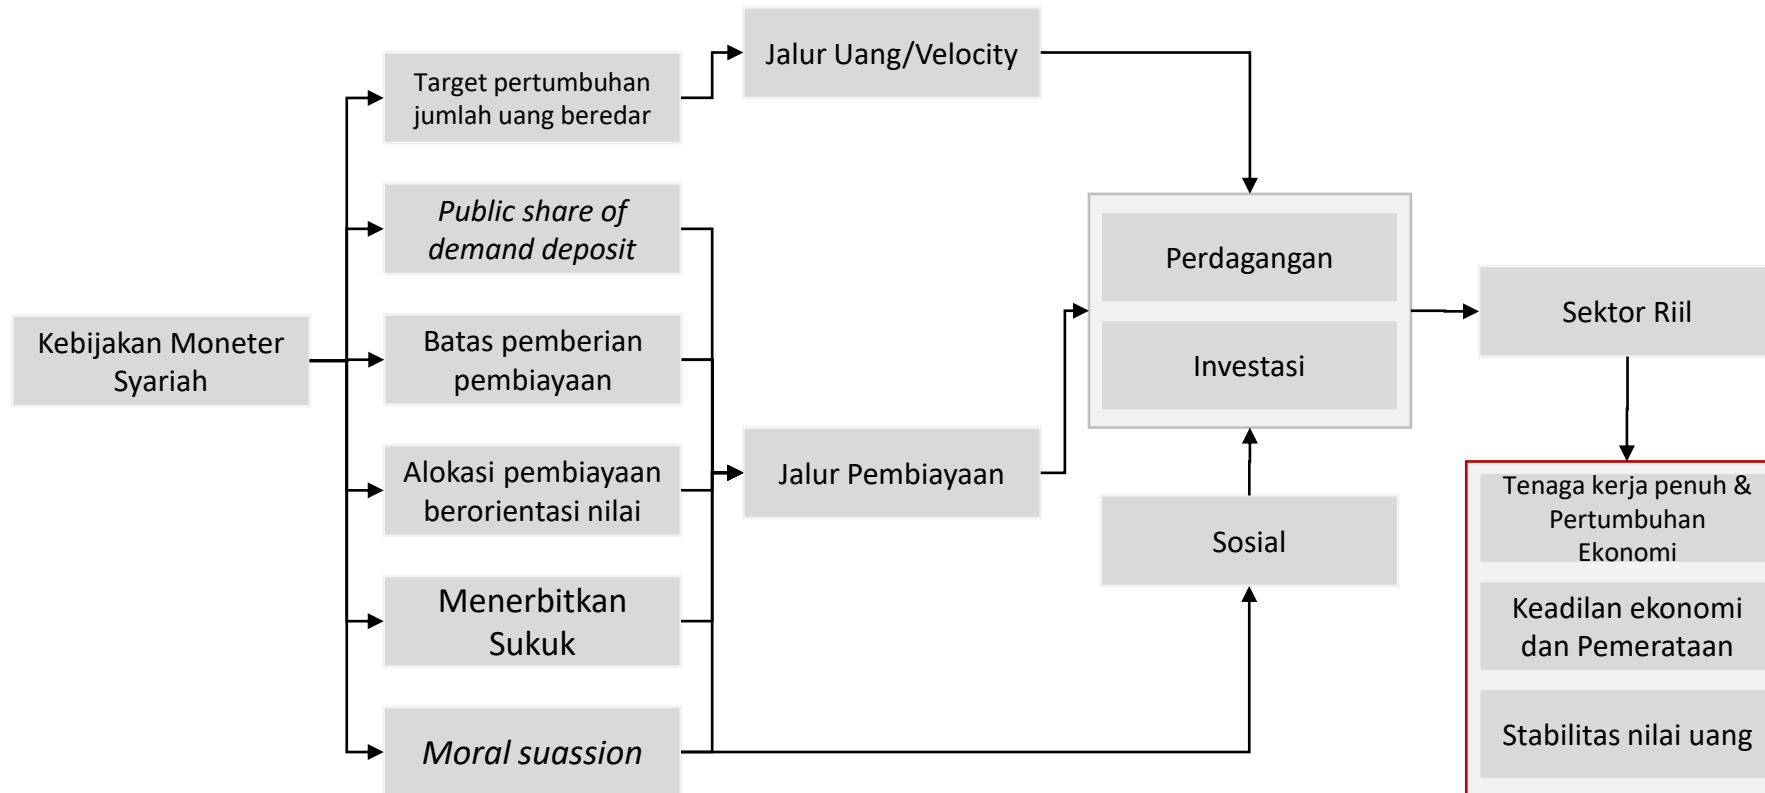 Kebijakan Moneter
Syariah
Target pertumbuhan
jumlah uang beredar
Public share of
demand deposit
Batas pemberian
pembiayaan
Alokasi pembiayaan
berorientasi nilai
Menerbitkan
Sukuk
Moral suassion
Jalur Uang/Velocity
Jalur Pembiayaan
Perdagangan
Investasi
Sosial
Sektor Riil
Tenaga kerja penuh &
Pertumbuhan
Ekonomi
Keadilan ekonomi
dan Pemerataan
Stabilitas nilai uang